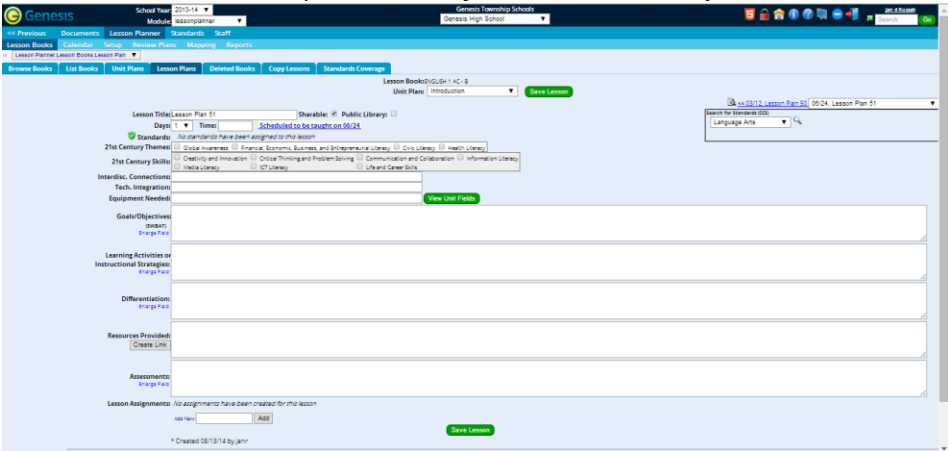 Genesis
School Year: 2013-14
Genesis Township Schools
Module: lessonplanner
Genesis High School
Search
Go
<< Previous Documents Lesson Planner Standards Staff
Lesson Books Calendar Setup Review Plans Mapping Reports
Lesson Planner Lesson Books Lesson Plan
Browse Books List Books Unit Plans Lesson Plans Deleted Books Copy Lessons Standards Coverage
Lesson Book: ENGLISH 1 AC - B
Unit Plan: Introduction Save Lesson
<< 03/12, Lesson Plan 50 06/24, Lesson Plan 51
Lesson Title: Lesson Plan 51 Sharable: Public Library:
Search for Standards
Days: 1 Time: Scheduled to be taught on 06/24
Language Arts
Standards: No standards have been assigned to this lesson
21st Century Themes: Global Awareness Financial, Economic, Business, and Entrepreneurial Literacy Civic Literacy Health Literacy
21st Century Skills: Creativity and Innovation Critical Thinking and Problem Solving Communication and Collaboration Information Literacy
Media Literacy ICT Literacy Life and Career Skills
Interdisc. Connections:
Tech. Integration:
Equipment Needed: View Unit Fields
Goals/Objectives:
(SWBAT)
Enlarge Field
Learning Activities or
Instructional Strategies:
Enlarge Field
Differentiation:
Enlarge Field
Resources Provided:
Create Link
Assessments:
Enlarge Field
Lesson Assignments: No assignments have been created for this lesson
Add New: Add
Save Lesson
* Created 08/13/14 by janr